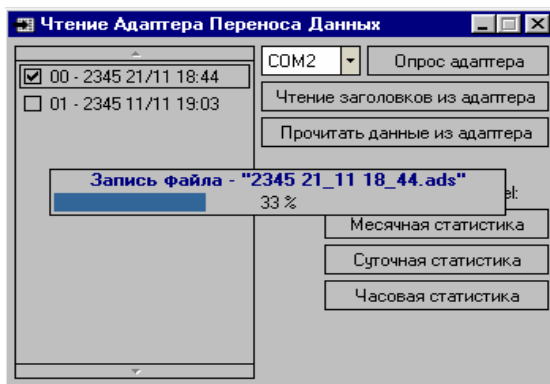 Чтение Адаптера Переноса Данных
00 - 2345 21/11 18:44
01 - 2345 11/11 19:03
COM2
Опрос адаптера
Чтение заголовков из адаптера
Прочитать данные из адаптера
Запись файла - "2345 21_11 18_44.ads"
33 %
el:
Месячная статистика
Суточная статистика
Часовая статистика